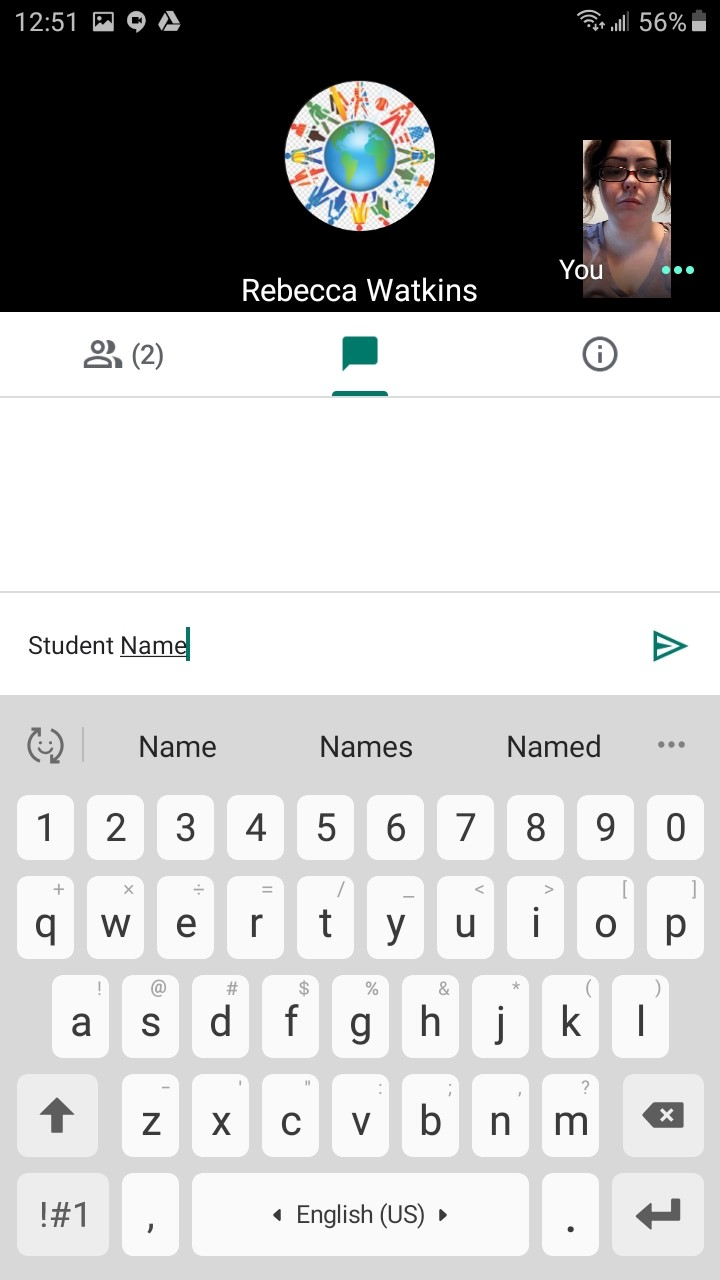 12:51 56%
You
Rebecca Watkins
(2)
Student Name
Name Names Named
1 2 3 4 5 6 7 8 9 0
+ × ÷ = / _ < > [ ]
q w e r t y u i o p
! @ # $ % & * ( )
a s d f g h j k l
- ' " : ; , ?
z x c v b n m
!#1 , English (US) .